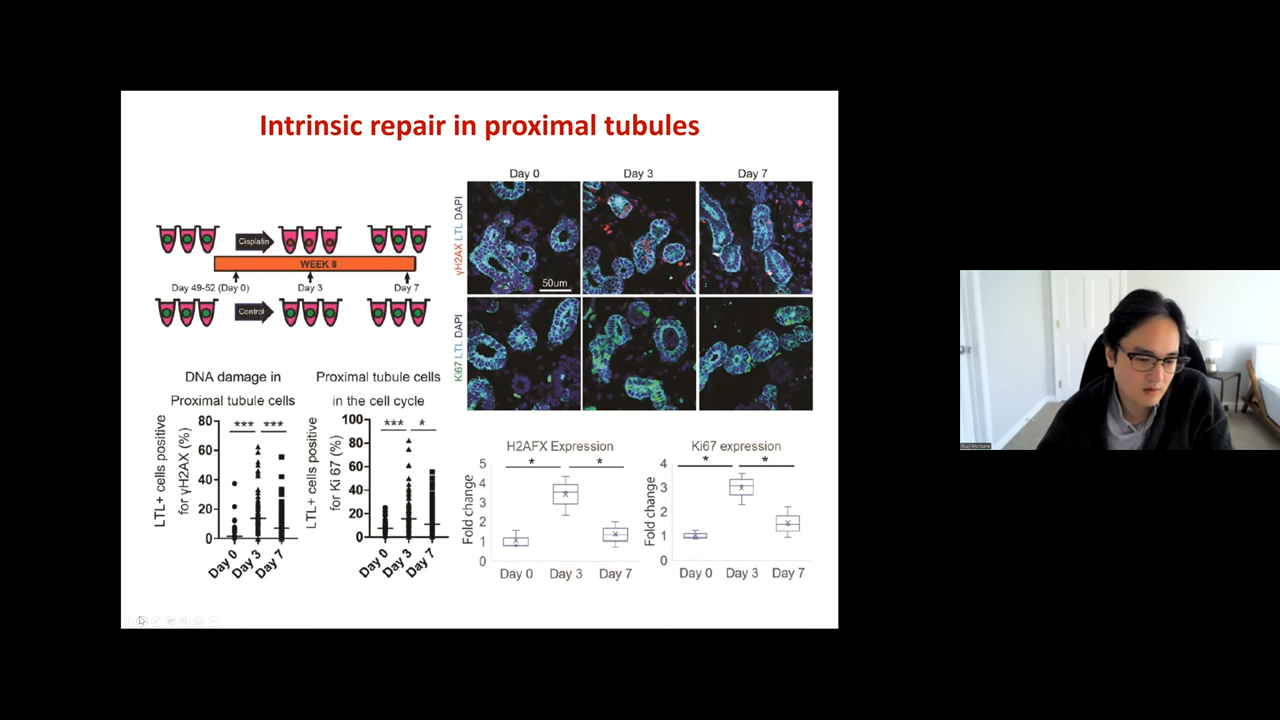 Intrinsic repair in proximal tubules
Cisplatin
WEEK 8
Day 49-52 (Day 0)
Day 3
Day 7
Control
Day 0
Day 3
Day 7
γH2AX LTL DAPI
50um
Ki67 LTL DAPI
DNA damage in
Proximal tubule cells
LTL+ cells positive
for γH2AX (%)
80
60
40
20
0
***
***
Day 0
Day 3
Day 7
Proximal tubule cells
in the cell cycle
LTL+ cells positive
for Ki 67 (%)
100
80
60
40
20
0
***
*
Day 0
Day 3
Day 7
H2AFX Expression
Fold change
5
4
3
2
1
0
*
*
Day 0
Day 3
Day 7
Ki67 expression
Fold change
4
3
2
1
0
*
*
Day 0
Day 3
Day 7